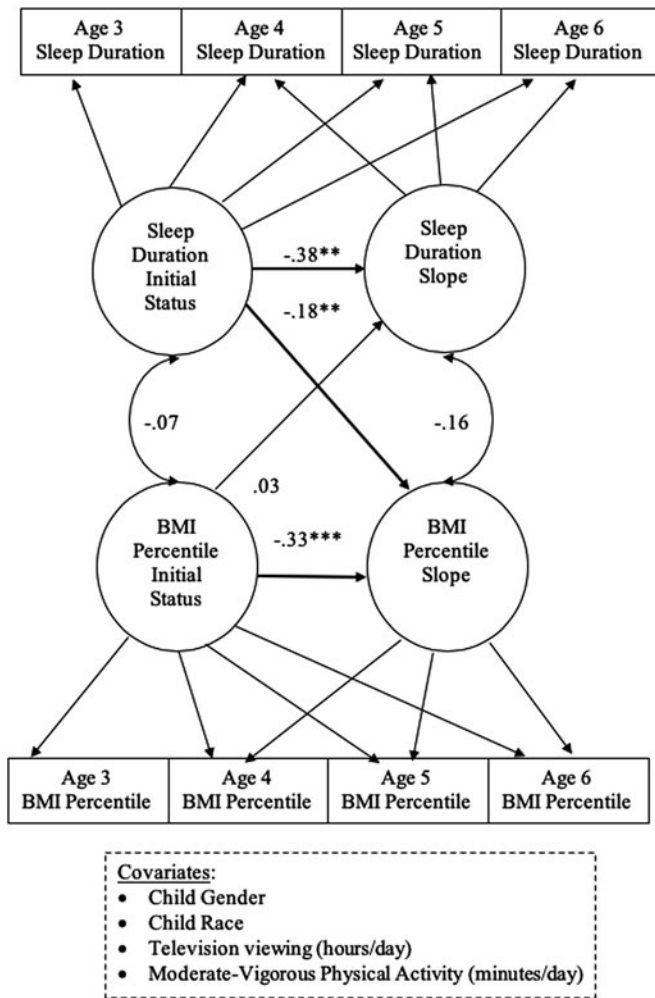 Age 3
Sleep Duration
Age 4
Sleep Duration
Age 5
Sleep Duration
Age 6
Sleep Duration
Sleep
Duration
Initial
Status
-.38**
-.18**
Sleep
Duration
Slope
-.07
-.16
.03
BMI
Percentile
Initial
Status
-.33***
BMI
Percentile
Slope
Age 3
BMI Percentile
Age 4
BMI Percentile
Age 5
BMI Percentile
Age 6
BMI Percentile
Covariates:
• Child Gender
• Child Race
• Television viewing (hours/day)
• Moderate-Vigorous Physical Activity (minutes/day)